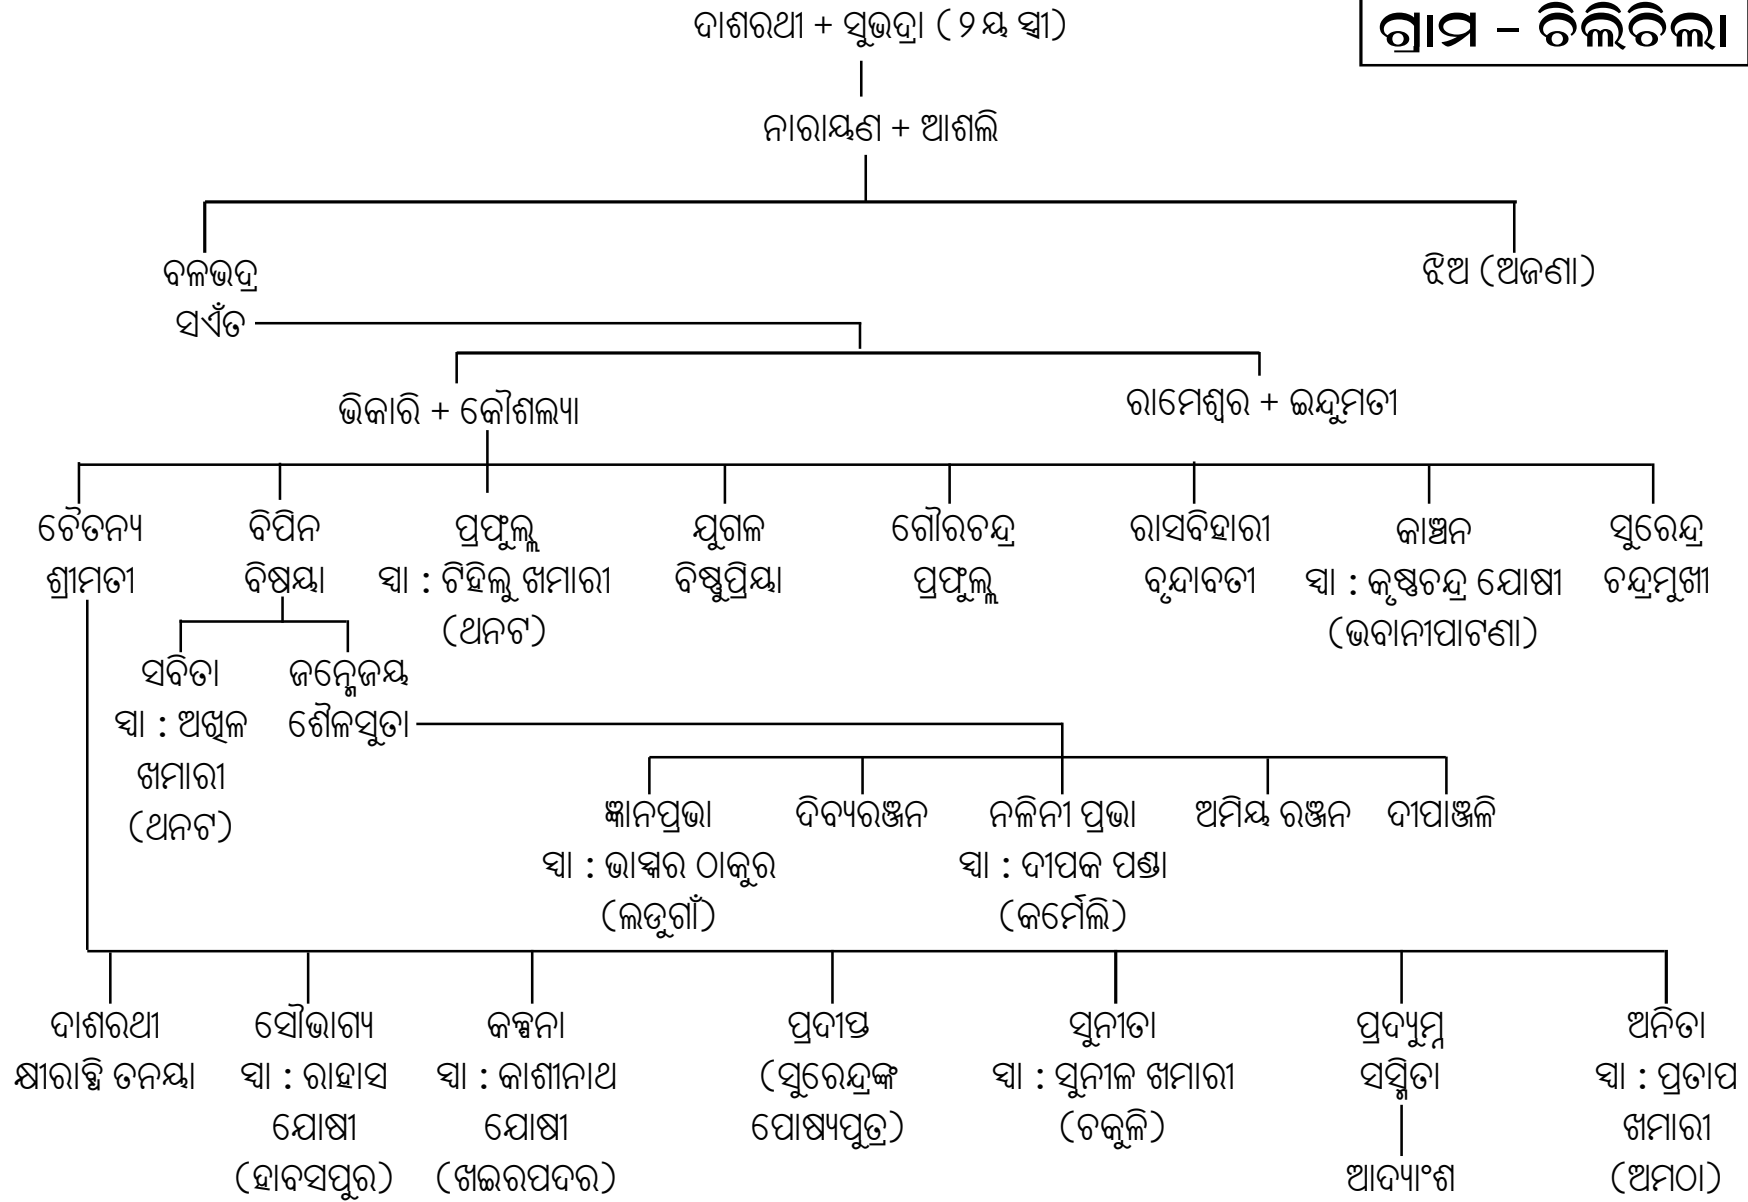 ଦାଶରଥୀ + ସୁଭଦ୍ରା ( ୨ ୟ ସ୍ତ୍ରୀ)
ଗ୍ରାମ – ଚିଲିଚିଲା
ନାରାୟଣ + ଆଶଲି
ବଳଭଦ୍ର
ଝିଅ (ଅଜଣା)
ସଏଁତ
ଭିକାରି + କୌଶଲ୍ୟା
ରାମେଶ୍ୱର + ଇନ୍ଦୁମତୀ
ଚୈତନ୍ୟ
ଶ୍ରୀମତୀ
ବିପିନ
ବିଷୟା
ପ୍ରଫୁଲ୍ଲ
ସ୍ୱା : ଟିହିଲୁ ଖମାରୀ
(ଥନଟ)
ଯୁଗଳ
ବିଷ୍ଣୁପ୍ରିୟା
ଗୌରଚନ୍ଦ୍ର
ପ୍ରଫୁଲ୍ଲ
ରାସବିହାରୀ
ବୃନ୍ଦାବତୀ
କାଞ୍ଚନ
ସ୍ୱା : କୃଷ୍ଣଚନ୍ଦ୍ର ଯୋଷୀ
(ଭବାନୀପାଟଣା)
ସୁରେନ୍ଦ୍ର
ଚନ୍ଦ୍ରମୁଖୀ
ସବିତା
ସ୍ୱା : ଅଖିଳ
ଖମାରୀ
(ଥନଟ)
ଜନ୍ମେଜୟ
ଶୈଳସୁତା
ଜ୍ଞାନପ୍ରଭା
ସ୍ୱା : ଭାସ୍କର ଠାକୁର
(ଲଡୁଗାଁ)
ଦିବ୍ୟରଞ୍ଜନ
ନଳିନୀ ପ୍ରଭା
ସ୍ୱା : ଦୀପକ ପଣ୍ଡା
(କର୍ମେଲି)
ଅମିୟ ରଞ୍ଜନ
ଦୀପାଞ୍ଜଳି
ଦାଶରଥୀ
କ୍ଷୀରାବ୍ଧି ତନୟା
ସୌଭାଗ୍ୟ
ସ୍ୱା : ରାହାସ
ଯୋଷୀ
(ହାବସପୁର)
କଳ୍ପନା
ସ୍ୱା : କାଶୀନାଥ
ଯୋଷୀ
(ଖଇରପଦର)
ପ୍ରଦୀପ୍ତ
(ସୁରେନ୍ଦ୍ରଙ୍କ
ପୋଷ୍ୟପୁତ୍ର)
ସୁନୀତା
ସ୍ୱା : ସୁନୀଳ ଖମାରୀ
(ଚକୁଳି)
ପ୍ରଦ୍ୟୁମ୍ନ
ସସ୍ମିତା
ଆଦ୍ୟାଂଶ
ଅନିତା
ସ୍ୱା : ପ୍ରତାପ
ଖମାରୀ
(ଅମଠା)